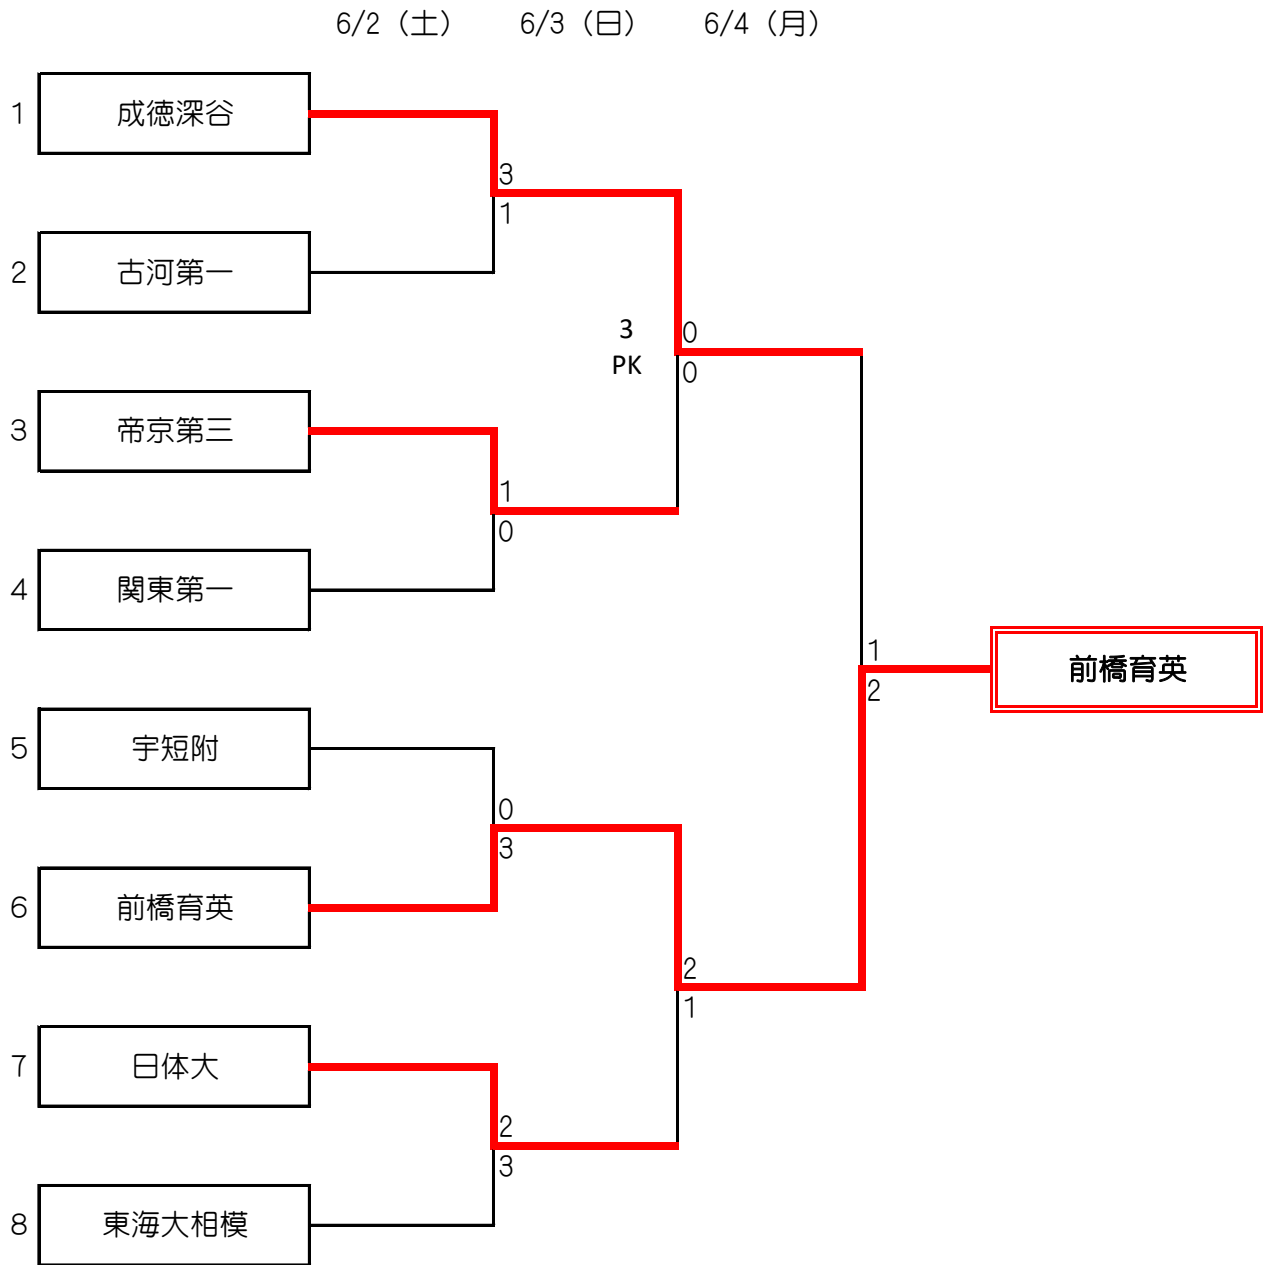 6/2（土） 6/3（日） 6/4（月）
1 成徳深谷
3
1
2 古河第一
3
PK
0
0
3 帝京第三
1
0
4 関東第一
1
2
前橋育英
5 宇短附
0
3
6 前橋育英
2
1
7 日体大
2
3
8 東海大相模